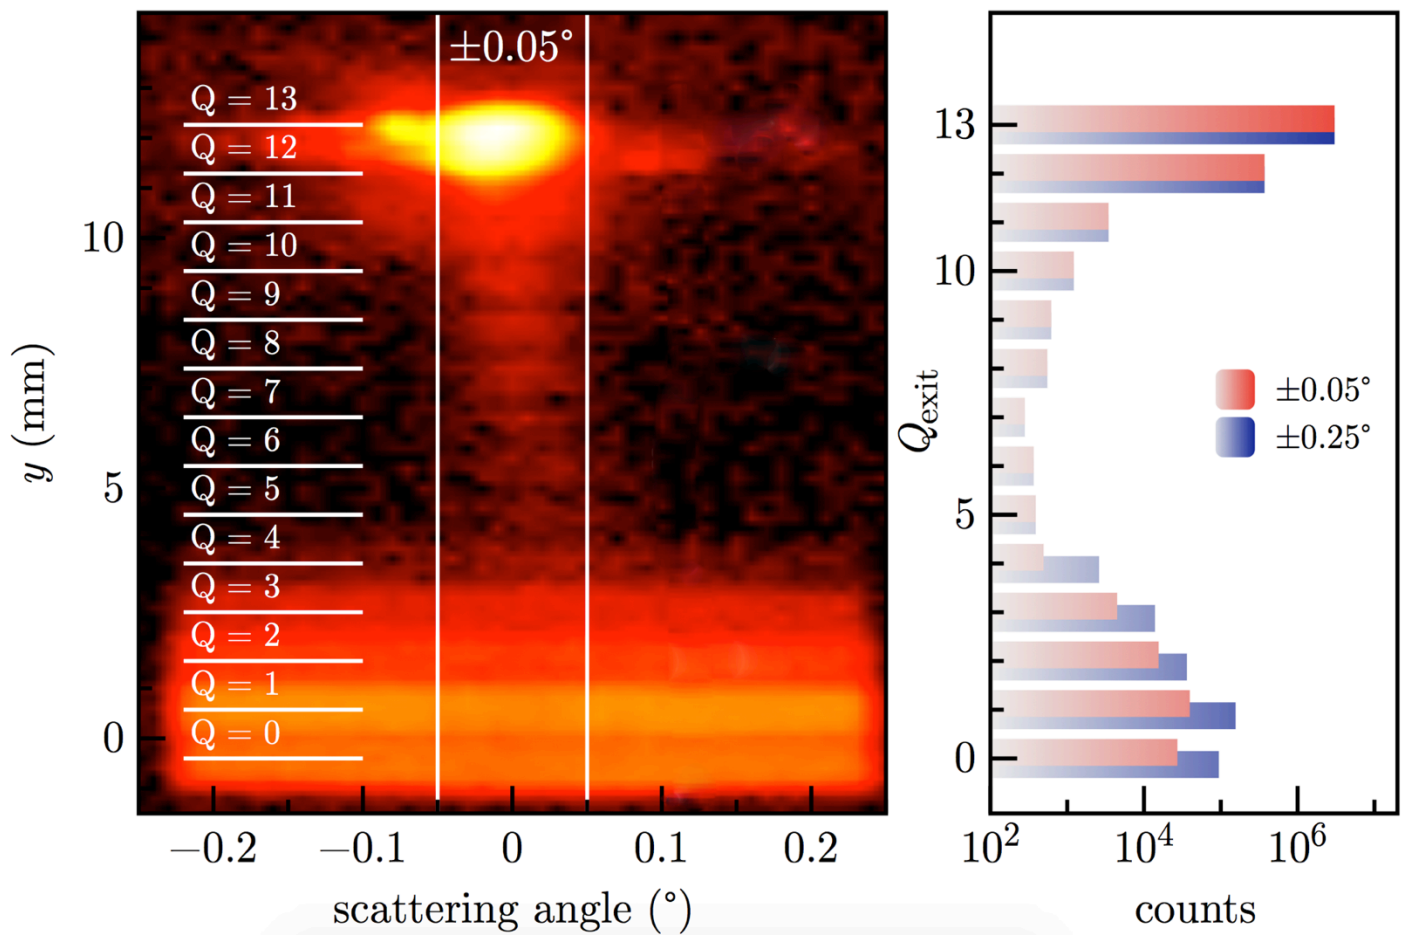 ±0.05°
Q = 13
Q = 12
Q = 11
Q = 10
Q = 9
Q = 8
Q = 7
Q = 6
Q = 5
Q = 4
Q = 3
Q = 2
Q = 1
Q = 0
10
5
0
y (mm)
−0.2 −0.1 0 0.1 0.2
scattering angle (°)
13
10
5
0
Q_exit
±0.05°
±0.25°
10² 10⁴ 10⁶
counts